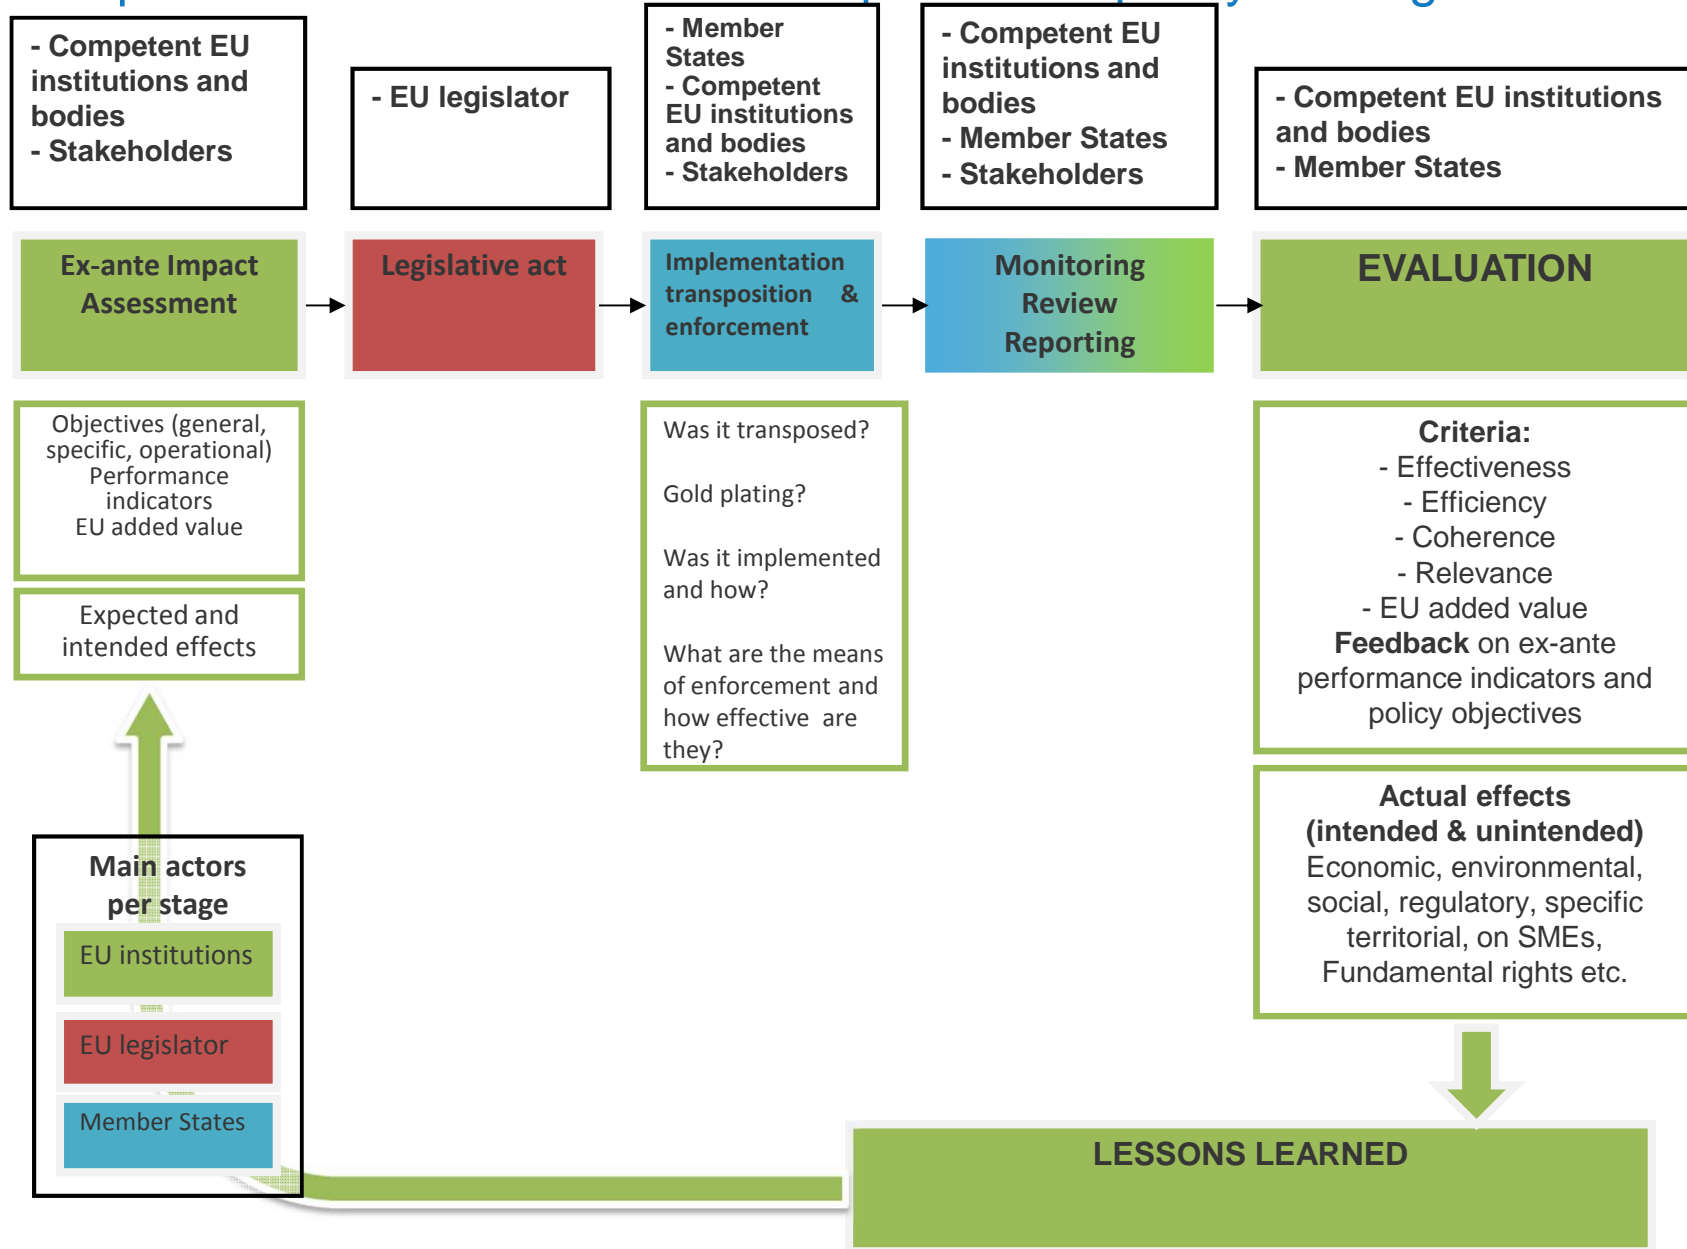 - Competent EU
institutions and
bodies
- Stakeholders
- EU legislator
- Member
States
- Competent
EU institutions
and bodies
- Stakeholders
- Competent EU
institutions and
bodies
- Member States
- Stakeholders
- Competent EU institutions
and bodies
- Member States
Ex-ante Impact
Assessment
Legislative act
Implementation
transposition &
enforcement
Monitoring
Review
Reporting
EVALUATION
Objectives (general,
specific, operational)
Performance
indicators
EU added value
Expected and
intended effects
Was it transposed?
Gold plating?
Was it implemented
and how?
What are the means
of enforcement and
how effective are
they?
Criteria:
- Effectiveness
- Efficiency
- Coherence
- Relevance
- EU added value
Feedback on ex-ante
performance indicators and
policy objectives
Actual effects
(intended & unintended)
Economic, environmental,
social, regulatory, specific
territorial, on SMEs,
Fundamental rights etc.
Main actors
per stage
EU institutions
EU legislator
Member States
LESSONS LEARNED